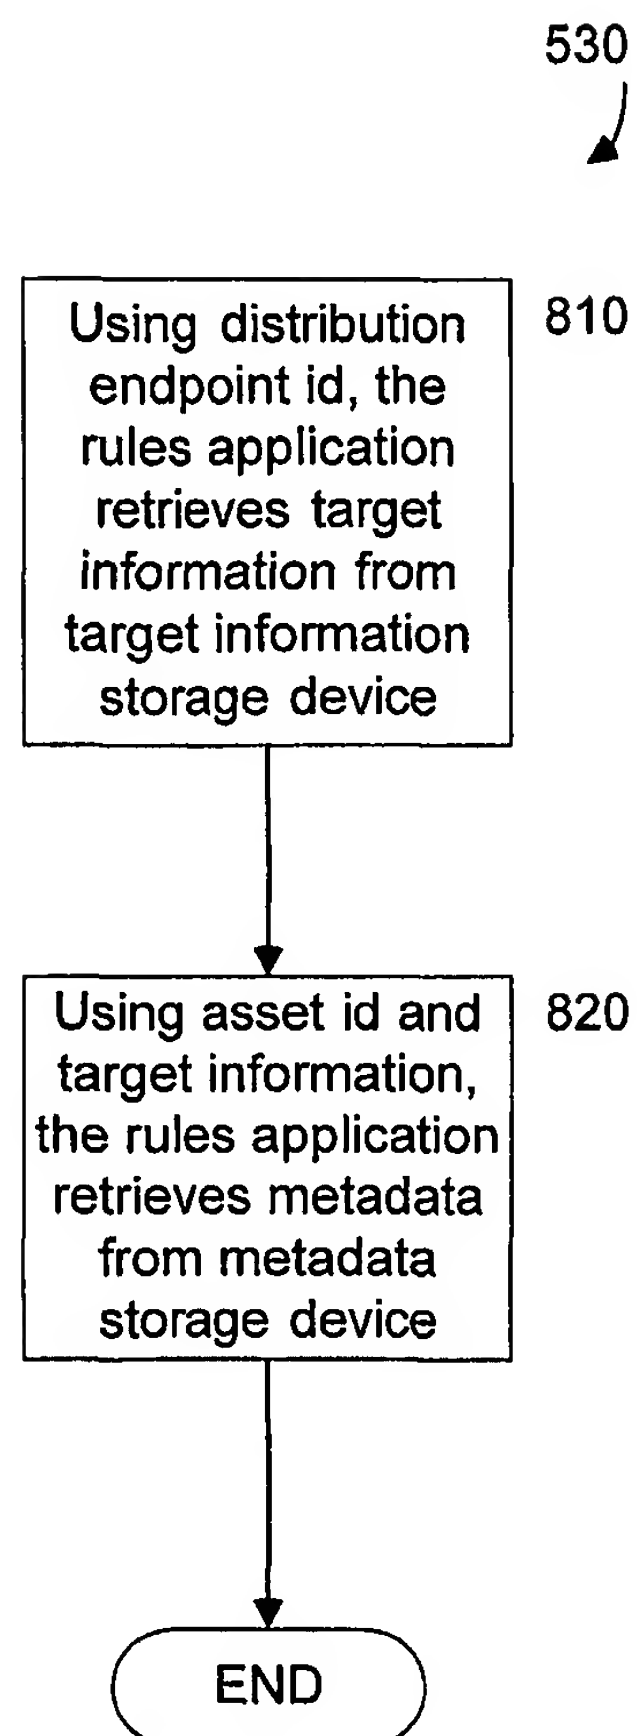 530
Using distribution
endpoint id, the
rules application
retrieves target
information from
target information
storage device
810
Using asset id and
target information,
the rules application
retrieves metadata
from metadata
storage device
820
END